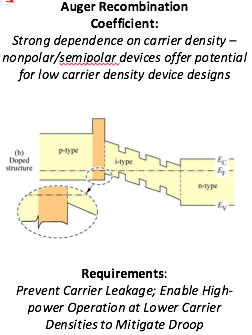 Auger Recombination
Coefficient:
Strong dependence on carrier density –
nonpolar/semipolar devices offer potential
for low carrier density device designs
(b)
Doped
structure
p-type
i-type
n-type
E_C
E_F
E_V
Requirements:
Prevent Carrier Leakage; Enable High-
power Operation at Lower Carrier
Densities to Mitigate Droop